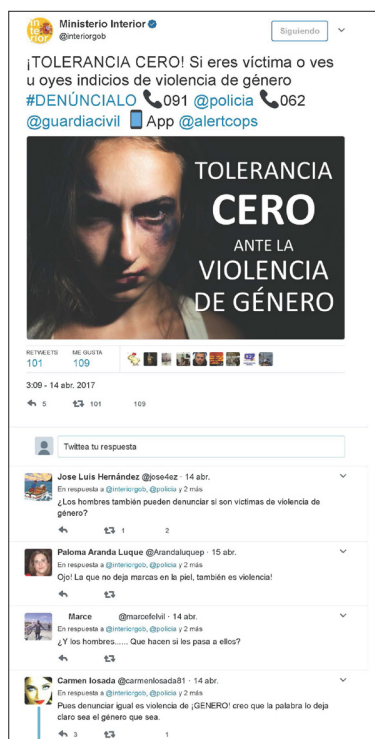 Ministerio Interior
@interiorgob
Siguiendo
¡TOLERANCIA CERO! Si eres víctima o ves
u oyes indicios de violencia de género
#DENÚNCIALO 📞091 @policia 📞062
@guardiacivil 📱App @alertcops
TOLERANCIA
CERO
ANTE LA
VIOLENCIA
DE GÉNERO
RETWEETS ME GUSTA
101 109
3:09 - 14 abr. 2017
5 101 109
Twittea tu respuesta
Jose Luis Hernández @jose4ez · 14 abr.
En respuesta a @interiorgob, @policia y 2 más
¿Los hombres también pueden denunciar si son víctimas de violencia de
género?
1 2
Paloma Aranda Luque @Arandaluquep · 15 abr.
En respuesta a @interiorgob, @policia y 2 más
Ojo! La que no deja marcas en la piel, también es violencia!
Marce @marcefelvil · 14 abr.
En respuesta a @interiorgob, @policia y 2 más
¿Y los hombres...... Que hacen si les pasa a ellos?
Carmen losada @carmenlosada81 · 14 abr.
En respuesta a @interiorgob, @policia y 2 más
Pues denunciar igual es violencia de ¡GENERO! creo que la palabra lo deja
claro sea el género que sea.
3 1